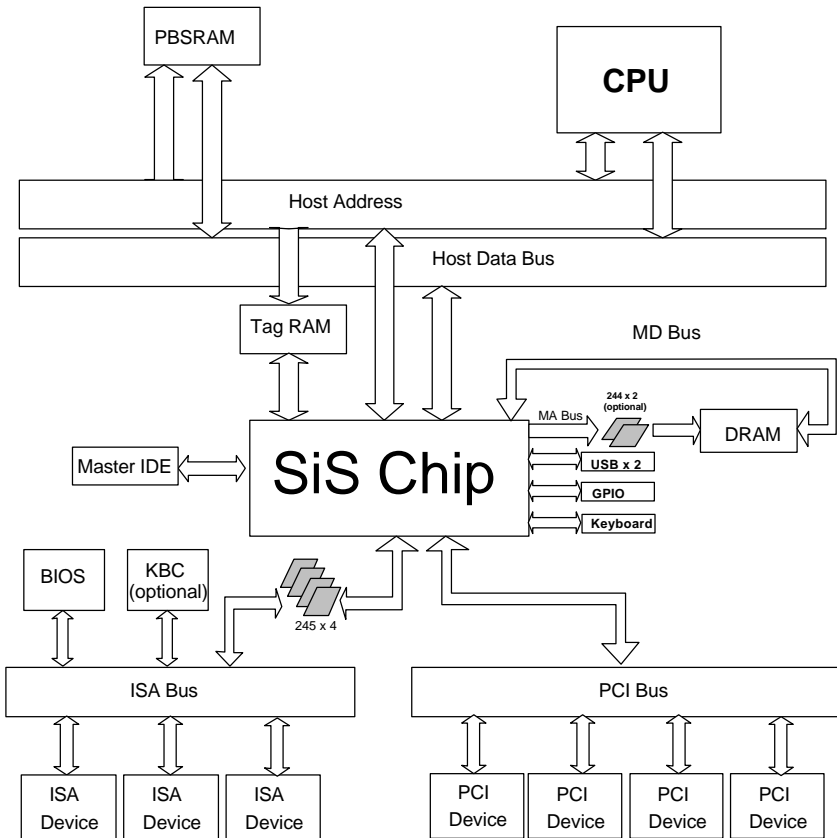 PBSRAM
CPU
Host Address
Host Data Bus
Tag RAM
MD Bus
MA Bus
244 x 2
(optional)
DRAM
Master IDE
SiS Chip
USB x 2
GPIO
Keyboard
BIOS
KBC
(optional)
245 x 4
ISA Bus
PCI Bus
ISA
Device
ISA
Device
ISA
Device
PCI
Device
PCI
Device
PCI
Device
PCI
Device